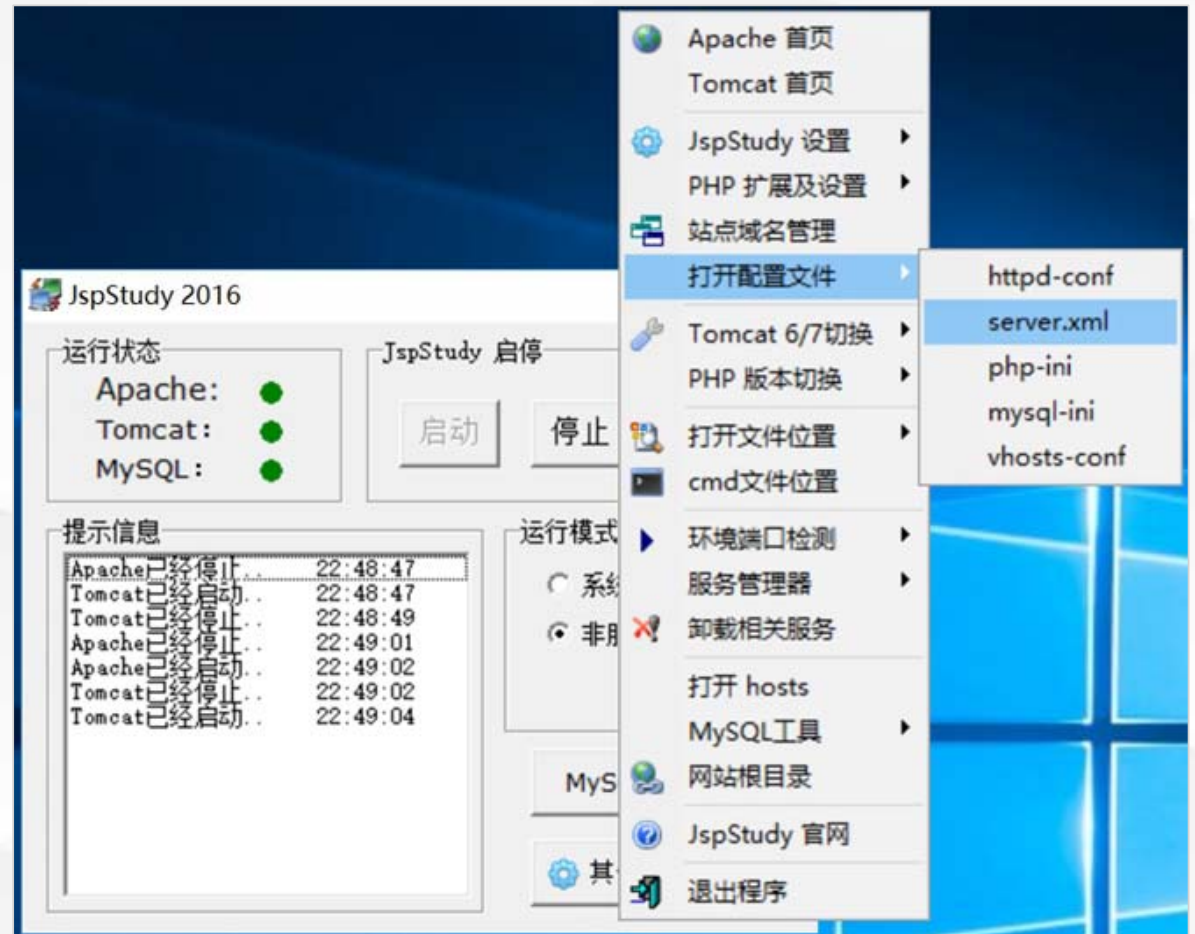 Apache 首页
Tomcat 首页
JspStudy 设置
PHP 扩展及设置
站点域名管理
打开配置文件
Tomcat 6/7切换
PHP 版本切换
打开文件位置
cmd文件位置
环境端口检测
服务管理器
卸载相关服务
打开 hosts
MySQL工具
网站根目录
JspStudy 官网
退出程序
httpd-conf
server.xml
php-ini
mysql-ini
vhosts-conf
JspStudy 2016
运行状态
Apache:
Tomcat:
MySQL:
JspStudy 启停
启动
停止
提示信息
Apache已经停止.. 22:48:47
Tomcat已经启动.. 22:48:47
Tomcat已经停止.. 22:48:49
Apache已经停止.. 22:49:01
Apache已经启动.. 22:49:02
Tomcat已经停止.. 22:49:02
Tomcat已经启动.. 22:49:04
运行模式
系统
非服
MyS
其